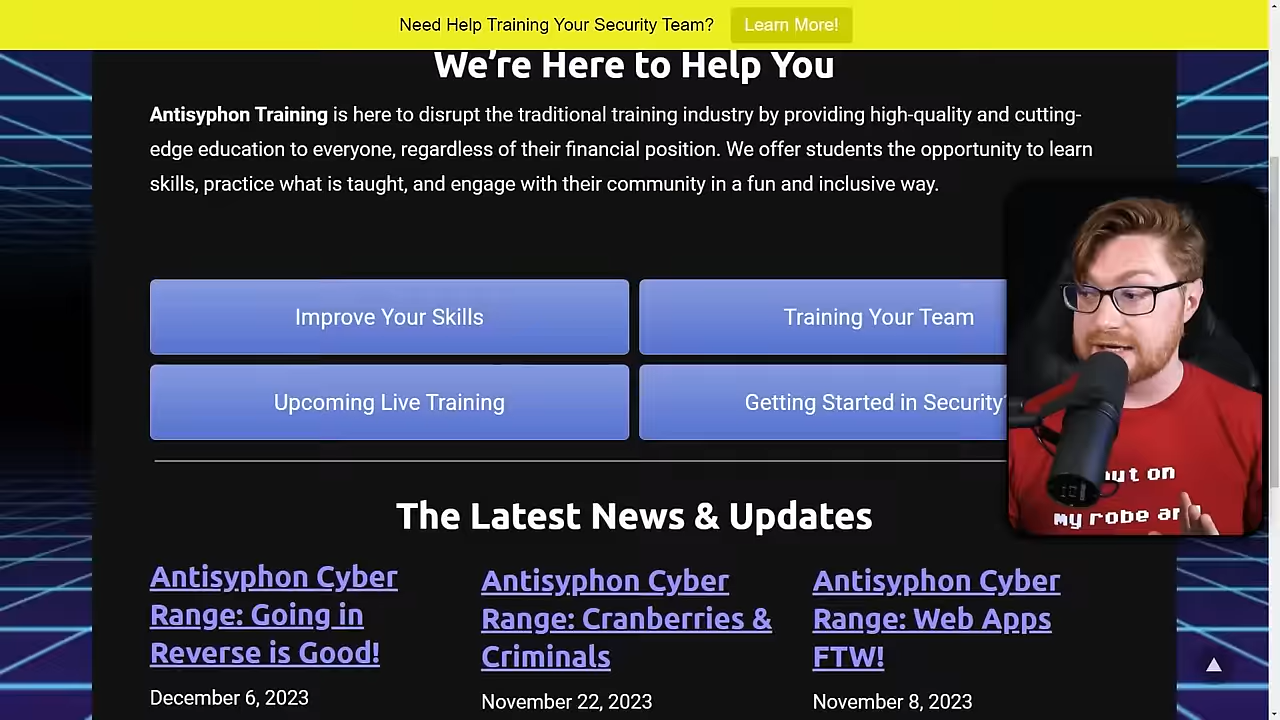 Need Help Training Your Security Team? Learn More!
We're Here to Help You
Antisyphon Training is here to disrupt the traditional training industry by providing high-quality and cutting-
edge education to everyone, regardless of their financial position. We offer students the opportunity to learn
skills, practice what is taught, and engage with their community in a fun and inclusive way.
Improve Your Skills
Training Your Team
Upcoming Live Training
Getting Started in Security
The Latest News & Updates
Antisyphon Cyber
Range: Going in
Reverse is Good!
December 6, 2023
Antisyphon Cyber
Range: Cranberries &
Criminals
November 22, 2023
Antisyphon Cyber
Range: Web Apps
FTW!
November 8, 2023
on
my robe